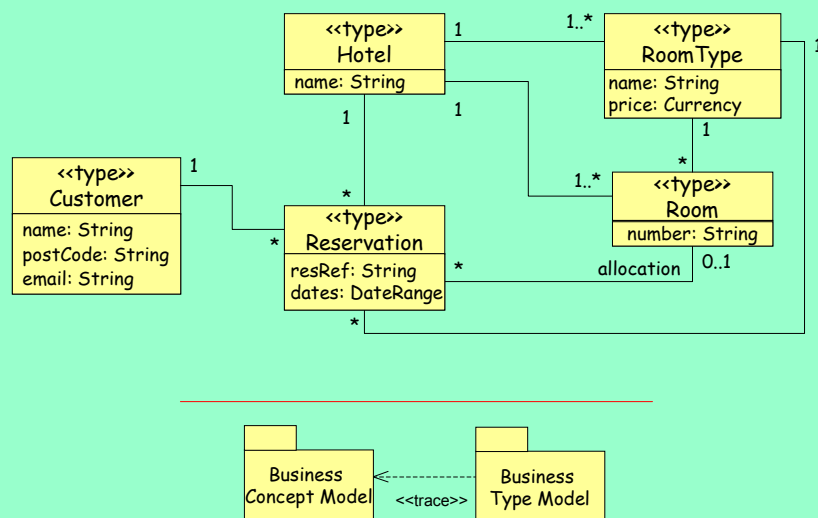 <<type>>
Hotel
name: String
1
1..*
<<type>>
RoomType
name: String
price: Currency
1
1
1
1
*
<<type>>
Customer
name: String
postCode: String
email: String
1
*
*
<<type>>
Reservation
resRef: String
dates: DateRange
1..*
<<type>>
Room
number: String
*
allocation
0..1
*
Business
Concept Model
<<trace>>
Business
Type Model